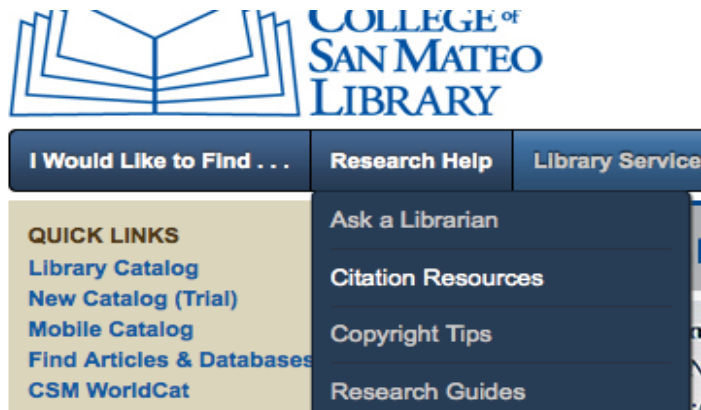 COLLEGE of
SAN MATEO
LIBRARY
I Would Like to Find . . .
Research Help
Library Service
QUICK LINKS
Library Catalog
New Catalog (Trial)
Mobile Catalog
Find Articles & Databases
CSM WorldCat
Ask a Librarian
Citation Resources
Copyright Tips
Research Guides